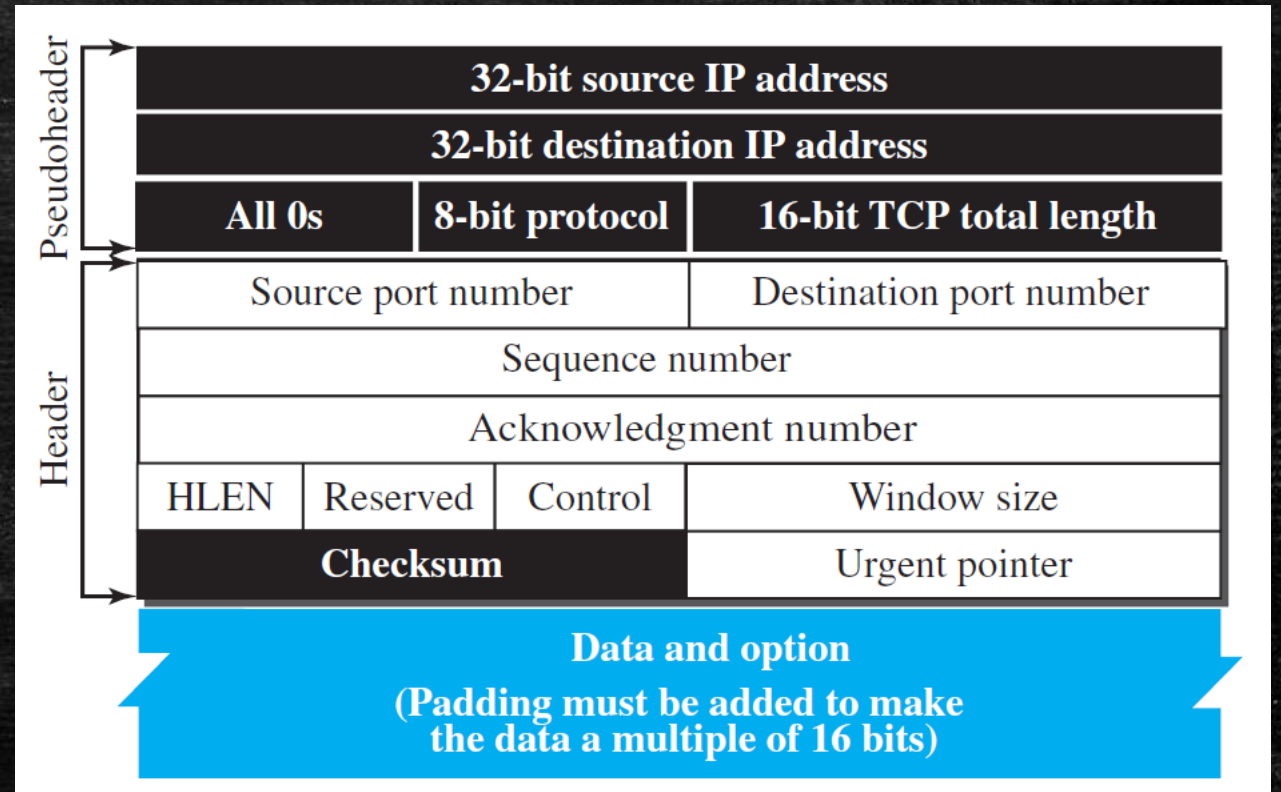 Pseudoheader
32-bit source IP address
32-bit destination IP address
All 0s 8-bit protocol 16-bit TCP total length
Header
Source port number Destination port number
Sequence number
Acknowledgment number
HLEN Reserved Control Window size
Checksum Urgent pointer
Data and option
(Padding must be added to make
the data a multiple of 16 bits)